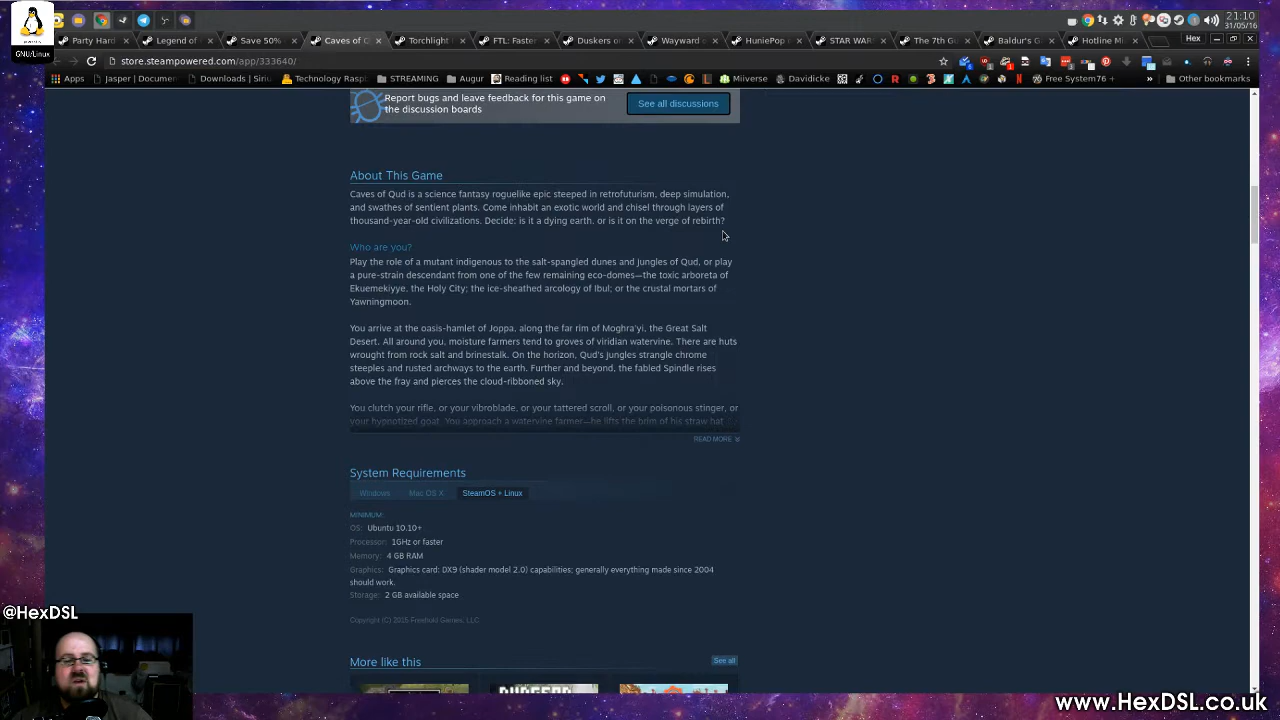 GNU/Linux
21:10
31/05/16
Party Hard
Legend of
Save 50%
Caves of Q
Torchlight
FTL: Faster
Duskers on
Wayward
HuniePop
STAR WAR
The 7th G
Baldur's G
Hotline Mi
Hex
store.steampowered.com/app/333640/
Apps
Jasper | Documen
Downloads | Siriu
Technology Raspb
STREAMING
Augur
Reading list
Miiverse
Davidicke
Free System76
»
Other bookmarks
Report bugs and leave feedback for this game on
the discussion boards
See all discussions
About This Game
Caves of Qud is a science fantasy roguelike epic steeped in retrofuturism, deep simulation,
and swathes of sentient plants. Come inhabit an exotic world and chisel through layers of
thousand-year-old civilizations. Decide: is it a dying earth, or is it on the verge of rebirth?
Who are you?
Play the role of a mutant indigenous to the salt-spangled dunes and jungles of Qud, or play
a pure-strain descendant from one of the few remaining eco-domes—the toxic arboreta of
Ekuemekiyye, the Holy City; the ice-sheathed arcology of Ibul; or the crustal mortars of
Yawningmoon.
You arrive at the oasis-hamlet of Joppa, along the far rim of Moghra'yi, the Great Salt
Desert. All around you, moisture farmers tend to groves of viridian watervine. There are huts
wrought from rock salt and brinestalk. On the horizon, Qud's jungles strangle chrome
steeples and rusted archways to the earth. Further and beyond, the fabled Spindle rises
above the fray and pierces the cloud-ribboned sky.
You clutch your rifle, or your vibroblade, or your tattered scroll, or your poisonous stinger, or
your hypnotized goat. You approach a watervine farmer—he lifts the brim of his straw hat
READ MORE
System Requirements
Windows
Mac OS X
SteamOS + Linux
MINIMUM:
OS: Ubuntu 10.10+
Processor: 1GHz or faster
Memory: 4 GB RAM
Graphics: Graphics card: DX9 (shader model 2.0) capabilities; generally everything made since 2004
should work.
Storage: 2 GB available space
Copyright (C) 2015 Freehold Games, LLC
More like this
See all
@HexDSL
www.HexDSL.co.uk